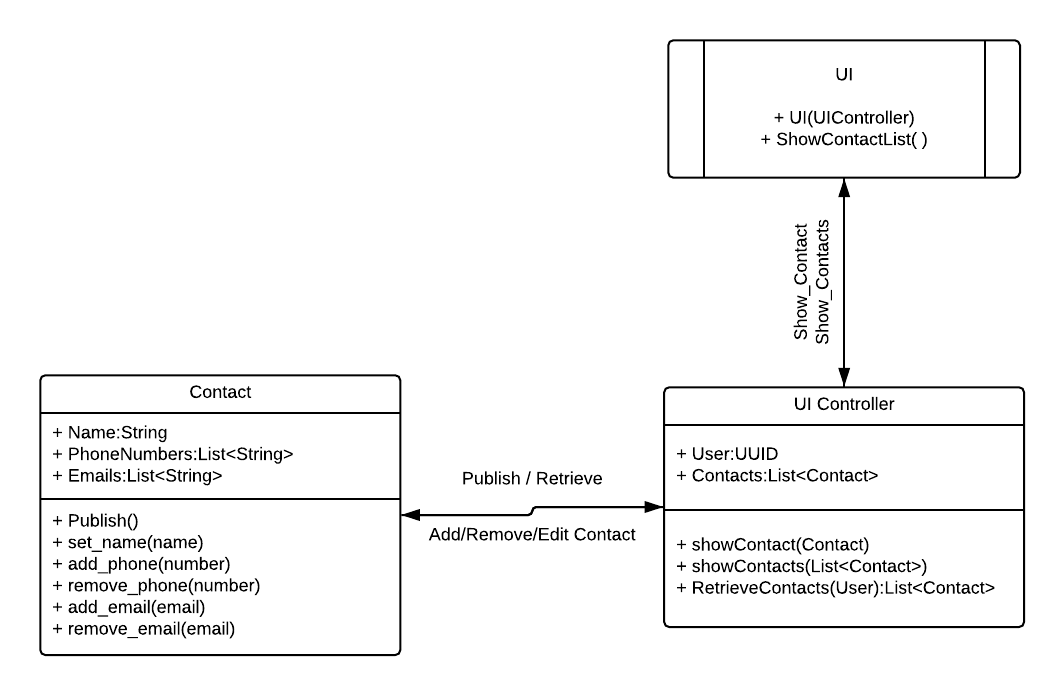 UI
+ UI(UIController)
+ ShowContactList( )
Show_Contact
Show_Contacts
Contact
+ Name:String
+ PhoneNumbers:List<String>
+ Emails:List<String>
+ Publish()
+ set_name(name)
+ add_phone(number)
+ remove_phone(number)
+ add_email(email)
+ remove_email(email)
Publish / Retrieve
Add/Remove/Edit Contact
UI Controller
+ User:UUID
+ Contacts:List<Contact>
+ showContact(Contact)
+ showContacts(List<Contact>)
+ RetrieveContacts(User):List<Contact>